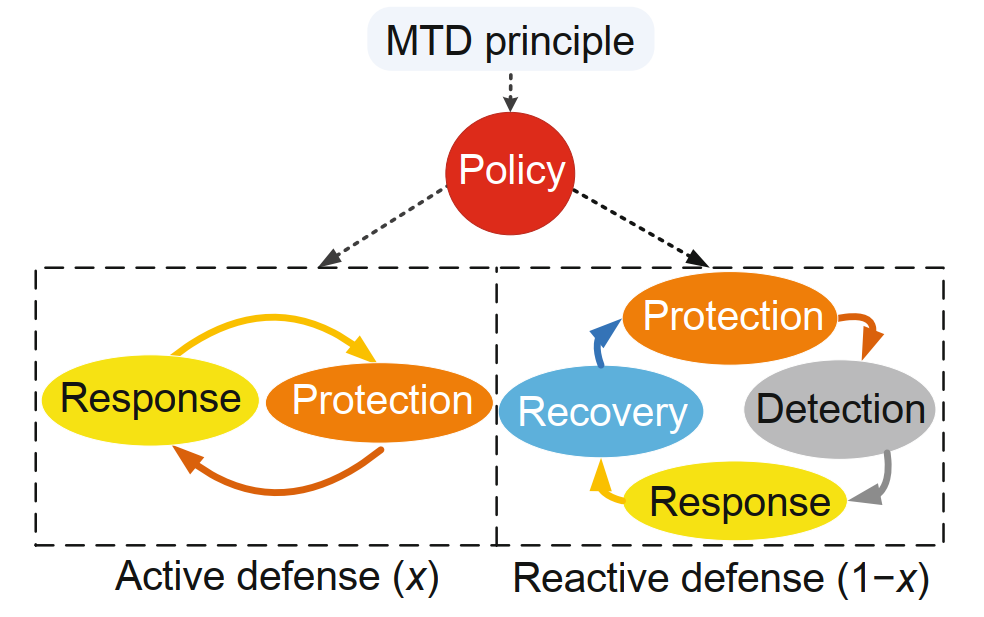 MTD principle
Policy
Response
Protection
Protection
Detection
Response
Recovery
Active defense (x)
Reactive defense (1−x)